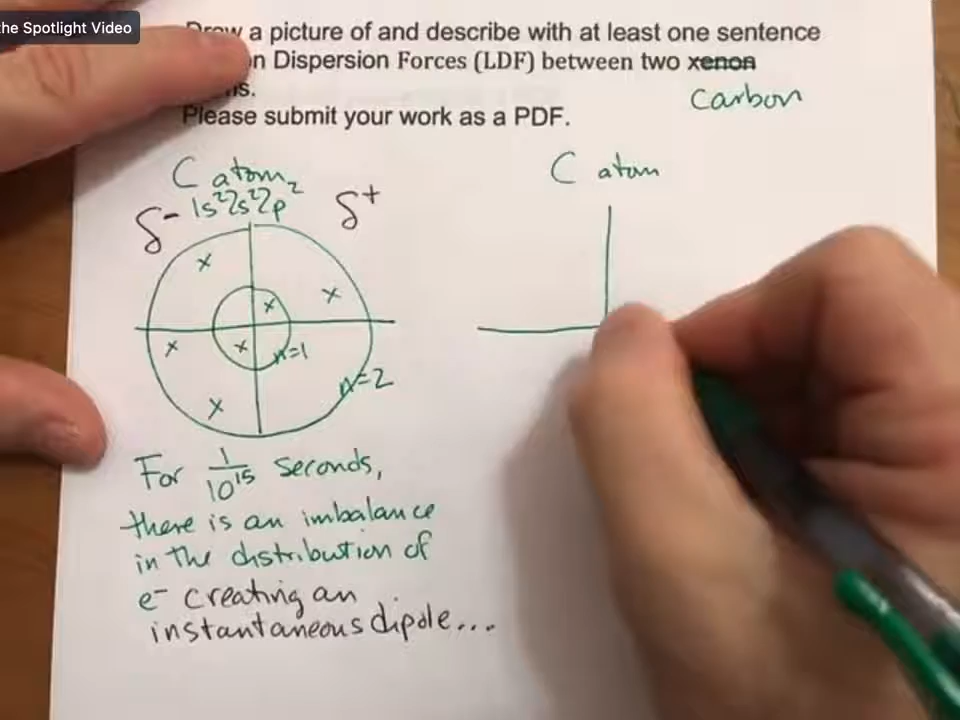 the Spotlight Video
Draw a picture of and describe with at least one sentence
Dispersion Forces (LDF) between two xenon
carbon
Please submit your work as a PDF.
C atom
C atom
1s²2s²2p²
δ- δ+
n=1
n=2
For 1/10¹⁵ seconds,
there is an imbalance
in the distribution of
e⁻ creating an
instantaneous dipole...